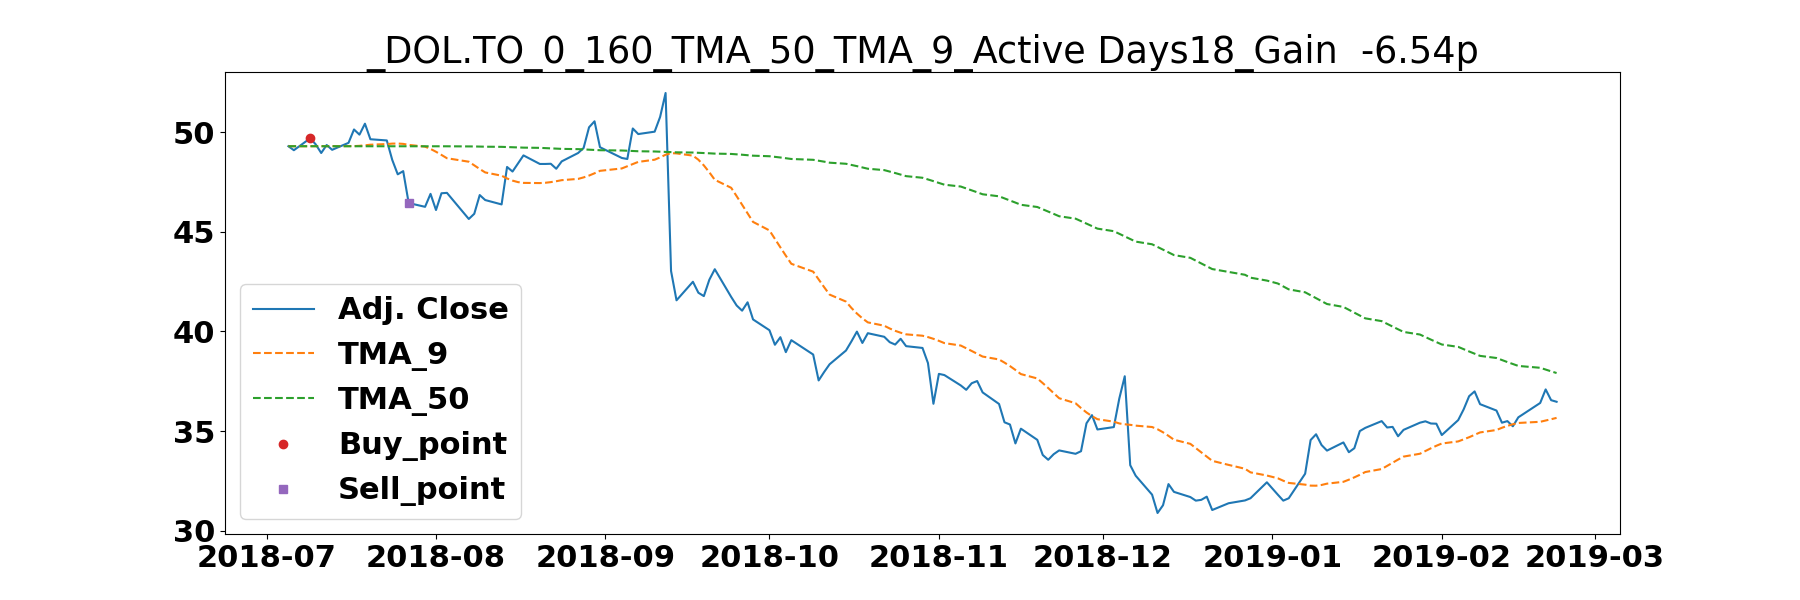 _DOL.TO_0_160_TMA_50_TMA_9_Active Days18_Gain  -6.54p
50
45
40
35
30
Adj. Close
TMA_9
TMA_50
Buy_point
Sell_point
2018-07 2018-08 2018-09 2018-10 2018-11 2018-12 2019-01 2019-02 2019-03